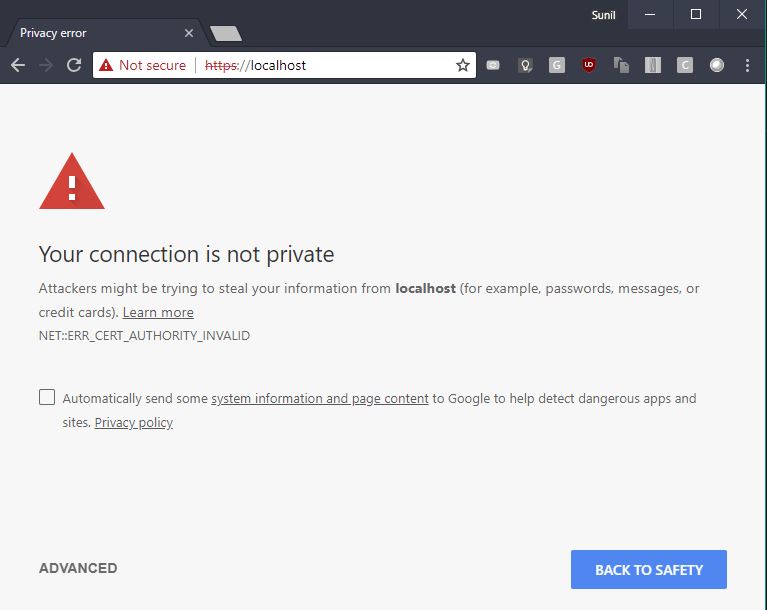 Sunil
Privacy error
Not secure https://localhost
G
UD
C
Your connection is not private
Attackers might be trying to steal your information from localhost (for example, passwords, messages, or
credit cards). Learn more
NET::ERR_CERT_AUTHORITY_INVALID
Automatically send some system information and page content to Google to help detect dangerous apps and
sites. Privacy policy
ADVANCED
BACK TO SAFETY